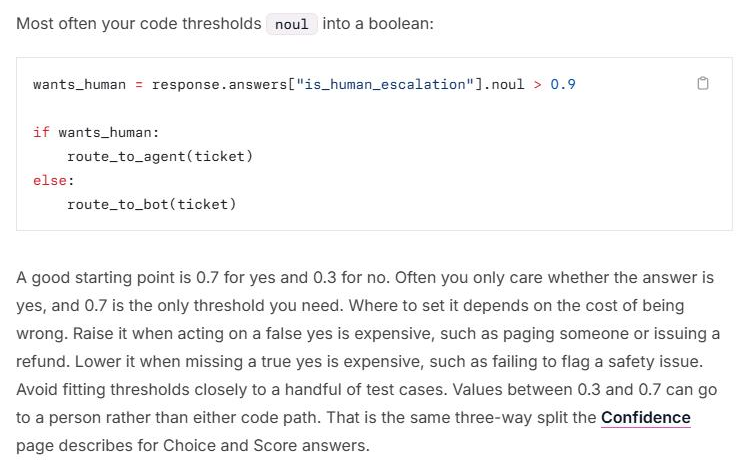 Most often your code thresholds noul into a boolean:
wants_human = response.answers["is_human_escalation"].noul > 0.9
if wants_human:
    route_to_agent(ticket)
else:
    route_to_bot(ticket)
A good starting point is 0.7 for yes and 0.3 for no. Often you only care whether the answer is
yes, and 0.7 is the only threshold you need. Where to set it depends on the cost of being
wrong. Raise it when acting on a false yes is expensive, such as paging someone or issuing a
refund. Lower it when missing a true yes is expensive, such as failing to flag a safety issue.
Avoid fitting thresholds closely to a handful of test cases. Values between 0.3 and 0.7 can go
to a person rather than either code path. That is the same three-way split the Confidence
page describes for Choice and Score answers.